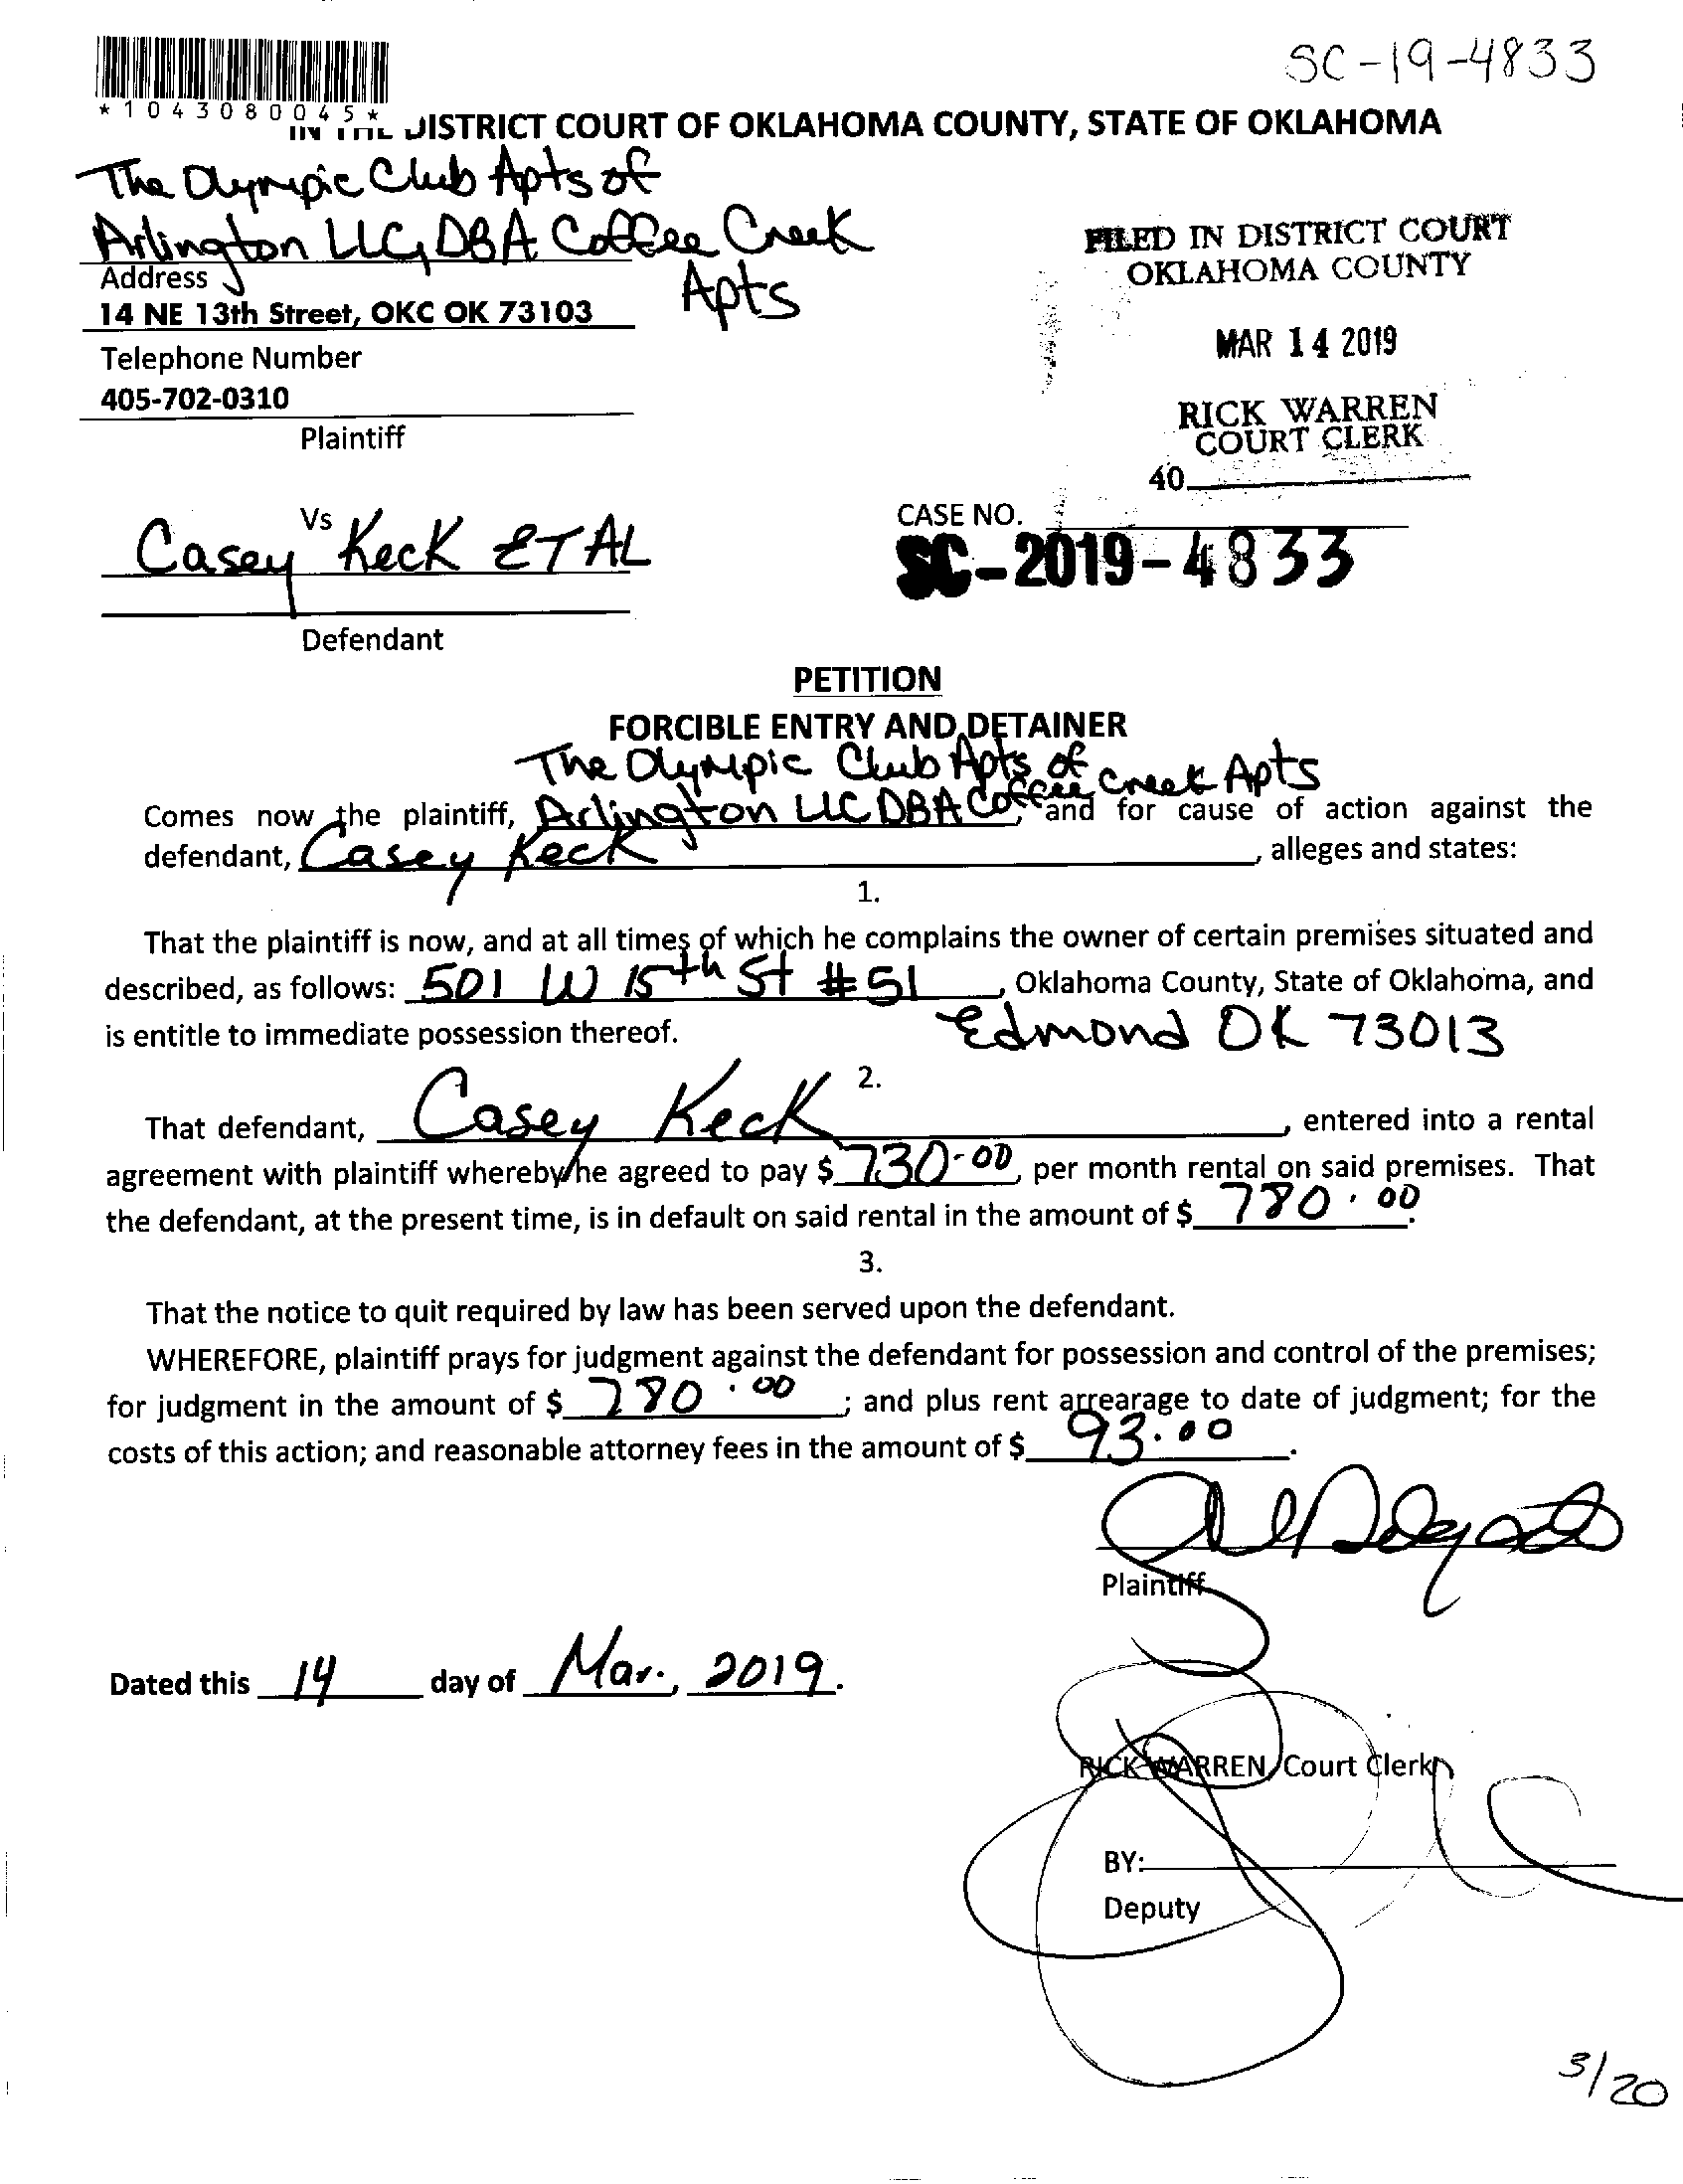 SC-19-4833
*1043080045*
IN THE DISTRICT COURT OF OKLAHOMA COUNTY, STATE OF OKLAHOMA
The Olympic Club Apts of
Arlington LLC, DBA Coffee Creek
Apts
Address
14 NE 13th Street, OKC OK 73103
Telephone Number
405-702-0310
Plaintiff
FILED IN DISTRICT COURT
OKLAHOMA COUNTY
MAR 14 2019
RICK WARREN
COURT CLERK
40
Vs
Casey Keck ET AL
Defendant
CASE NO.
SC-2019-4833
PETITION
FORCIBLE ENTRY AND DETAINER
The Olympic Club Apts of
Comes now the plaintiff, Arlington LLC DBA Coffee Creek Apts, and for cause of action against the
defendant, Casey Keck, alleges and states:
1.
That the plaintiff is now, and at all times of which he complains the owner of certain premises situated and
described, as follows: 501 W 15th St #51, Oklahoma County, State of Oklahoma, and
is entitle to immediate possession thereof. Edmond OK 73013
2.
That defendant, Casey Keck, entered into a rental
agreement with plaintiff whereby he agreed to pay $ 730.00, per month rental on said premises. That
the defendant, at the present time, is in default on said rental in the amount of $ 780.00.
3.
That the notice to quit required by law has been served upon the defendant.
WHEREFORE, plaintiff prays for judgment against the defendant for possession and control of the premises;
for judgment in the amount of $ 780.00; and plus rent arrearage to date of judgment; for the
costs of this action; and reasonable attorney fees in the amount of $ 93.00.
Plaintiff
Dated this 14 day of Mar., 2019.
RICK WARREN, Court Clerk
BY:
Deputy
3/20